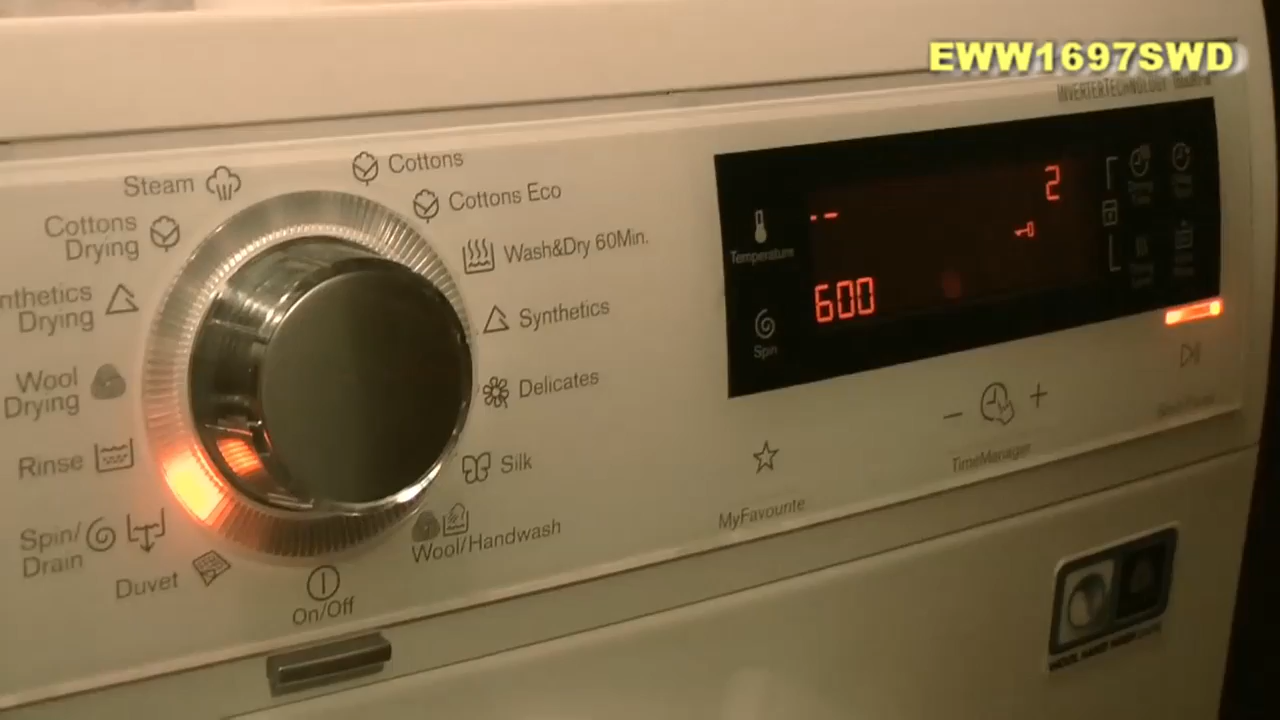 EWW1697SWD
INVERTERTECHNOLOGY
Steam
Cottons
Cottons Drying
Cottons Eco
Wash&Dry 60Min.
nthetics Drying
Synthetics
Wool Drying
Delicates
Rinse
Silk
Spin/ Drain
Wool/Handwash
Duvet
On/Off
Temperature
-- 2
600
Spin
MyFavourite
− +
TimeManager